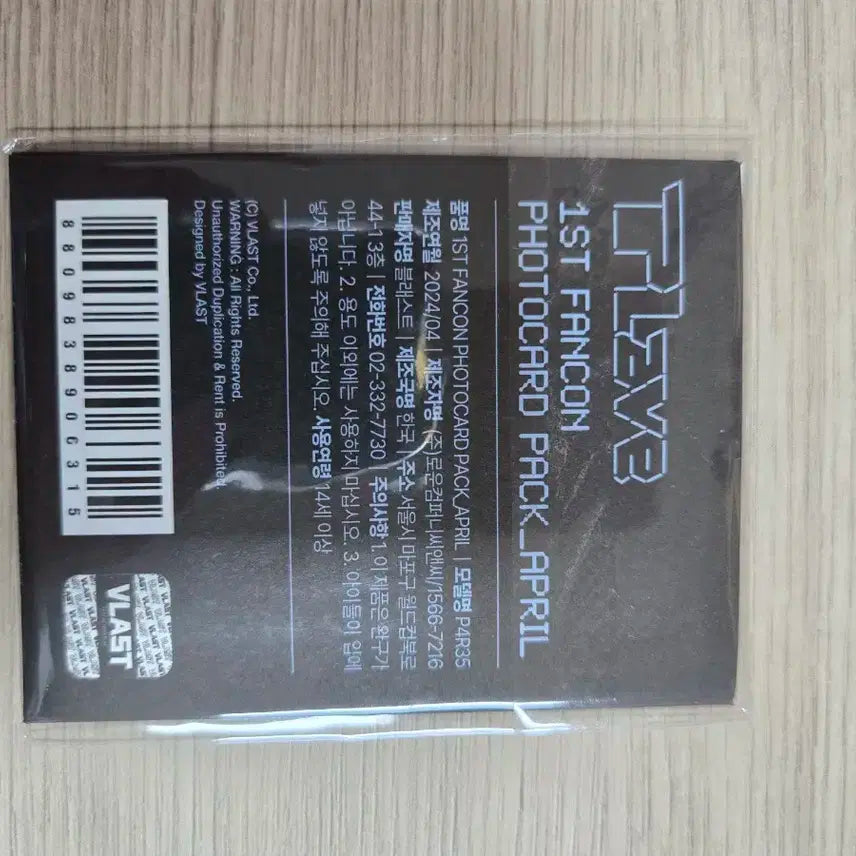 PLAVE
1ST FANCON
PHOTOCARD PACK_APRIL
품명 1ST FANCON PHOTOCARD PACK_APRIL | 모델명 P4R35
제조연월 2024/04 | 제조자명 (주)로운컴퍼니씨앤씨/1566-7216
판매자명 블래스트 | 제조국명 한국 | 주소 서울시 마포구 월드컵북로
44-1 3층 | 전화번호 02-332-7730 주의사항 1. 이 제품은 완구가
아닙니다. 2. 용도 이외에는 사용하지 마십시오. 3. 아이들이 입에
넣지 않도록 주의해 주십시오. 사용연령 14세 이상
(C) VLAST Co., Ltd.
WARNING : All Rights Reserved.
Unauthorized Duplication & Rent is Prohibited.
Designed by VLAST
8809838906315
VLAST